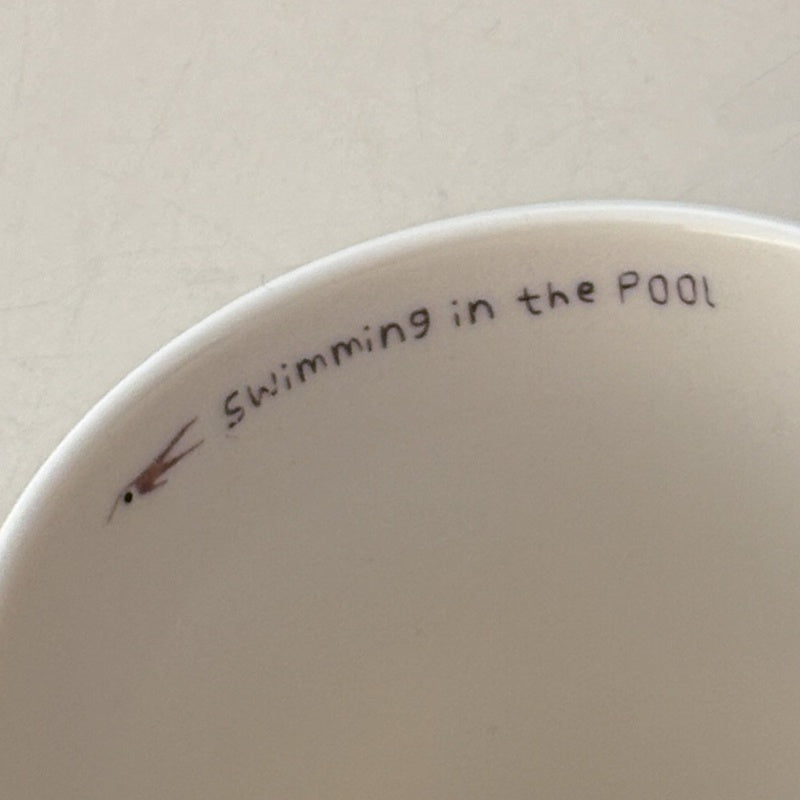 Swimming in the POOl